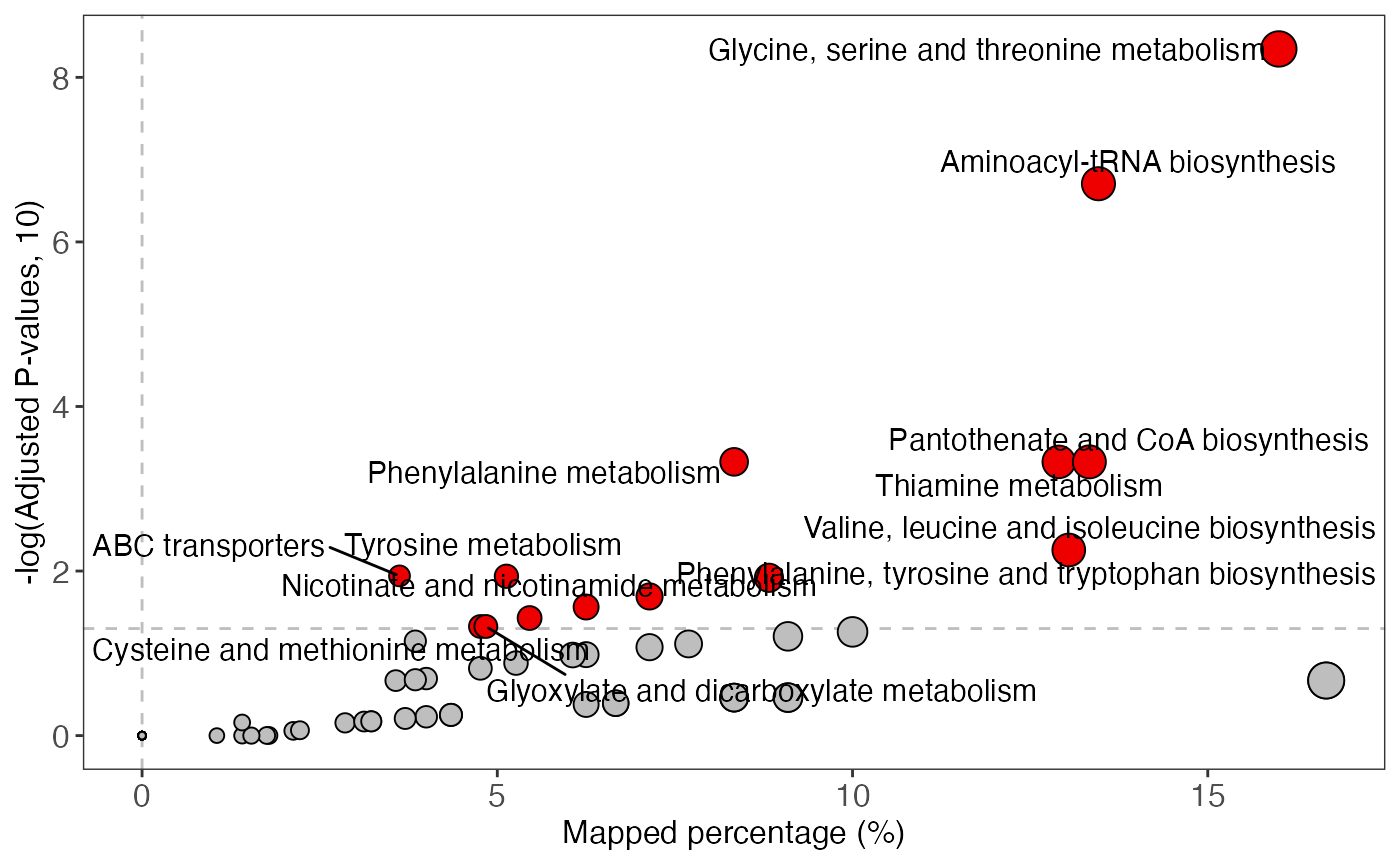 Glycine, serine and threonine metabolism
8
Aminoacyl-tRNA biosynthesis
6
-log(Adjusted P-values, 10)
4
Pantothenate and CoA biosynthesis
Phenylalanine metabolism
Thiamine metabolism
Valine, leucine and isoleucine biosynthesis
ABC transporters
Tyrosine metabolism
2
Phenylalanine, tyrosine and tryptophan biosynthesis
Nicotinate and nicotinamide metabolism
Cysteine and methionine metabolism
Glyoxylate and dicarboxylate metabolism
0
0
5
10
15
Mapped percentage (%)